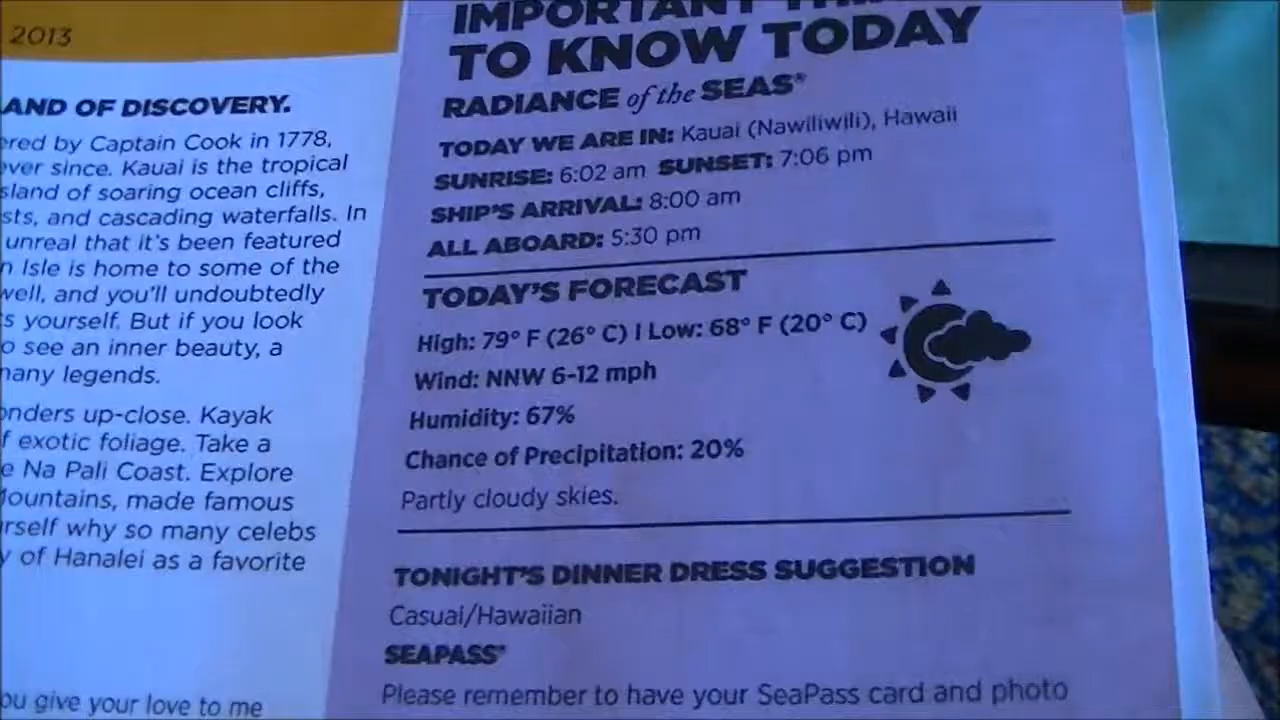 2013
AND OF DISCOVERY.
ered by Captain Cook in 1778,
ver since. Kauai is the tropical
sland of soaring ocean cliffs,
sts, and cascading waterfalls. In
unreal that it's been featured
n Isle is home to some of the
well, and you'll undoubtedly
s yourself. But if you look
o see an inner beauty, a
many legends.
onders up-close. Kayak
f exotic foliage. Take a
e Na Pali Coast. Explore
Mountains, made famous
rself why so many celebs
y of Hanalei as a favorite
ou give your love to me
IMPORTANT
TO KNOW TODAY
RADIANCE of the SEAS®
TODAY WE ARE IN: Kauai (Nawiliwili), Hawaii
SUNRISE: 6:02 am SUNSET: 7:06 pm
SHIP'S ARRIVAL: 8:00 am
ALL ABOARD: 5:30 pm
TODAY'S FORECAST
High: 79° F (26° C) | Low: 68° F (20° C)
Wind: NNW 6-12 mph
Humidity: 67%
Chance of Precipitation: 20%
Partly cloudy skies.
TONIGHT'S DINNER DRESS SUGGESTION
Casual/Hawaiian
SEAPASS®
Please remember to have your SeaPass card and photo